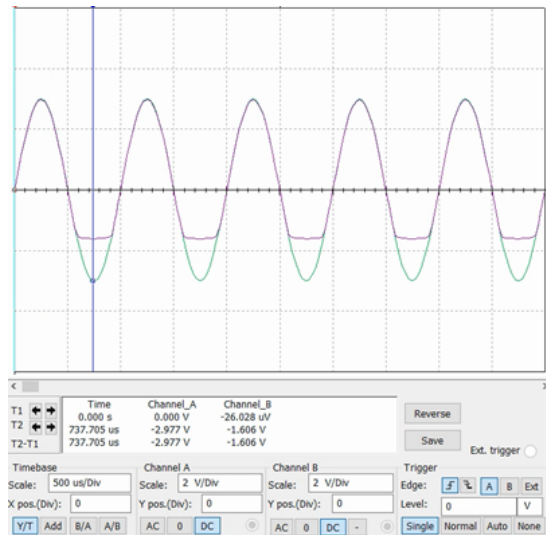 <
T1
T2
T2-T1
Time Channel_A Channel_B
0.000 s 0.000 V -26.028 uV
737.705 us -2.977 V -1.606 V
737.705 us -2.977 V -1.606 V
Reverse
Save
Ext. trigger
Timebase
Scale: 500 us/Div
X pos.(Div): 0
Y/T Add B/A A/B
Channel A
Scale: 2 V/Div
Y pos.(Div): 0
AC 0 DC
Channel B
Scale: 2 V/Div
Y pos.(Div): 0
AC 0 DC -
Trigger
Edge: A B Ext
Level: 0 V
Single Normal Auto None